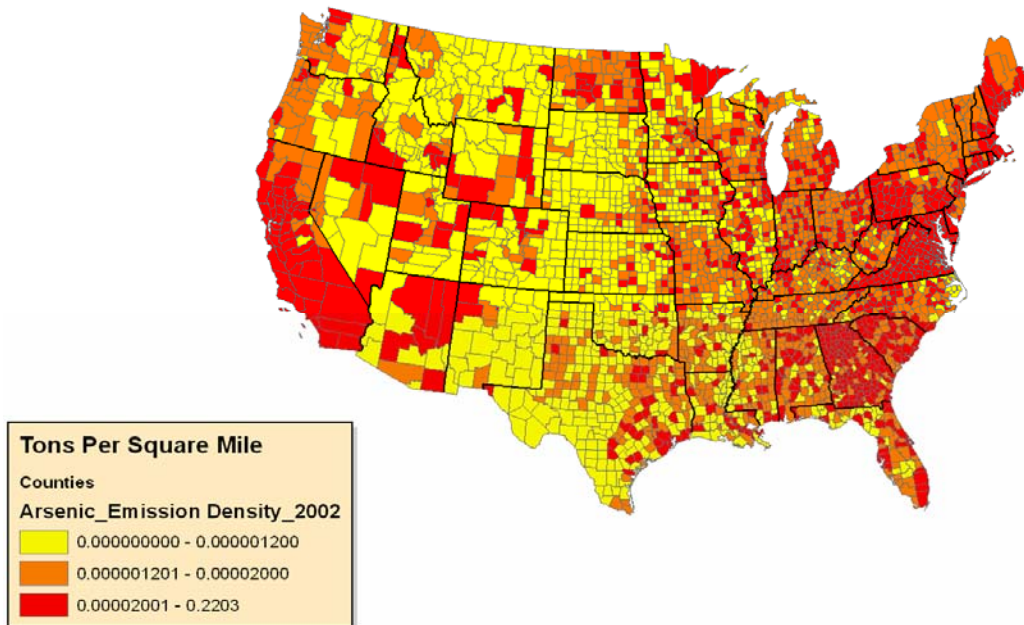 Tons Per Square Mile
Counties
Arsenic_Emission Density_2002
0.000000000 - 0.000001200
0.000001201 - 0.00002000
0.00002001 - 0.2203